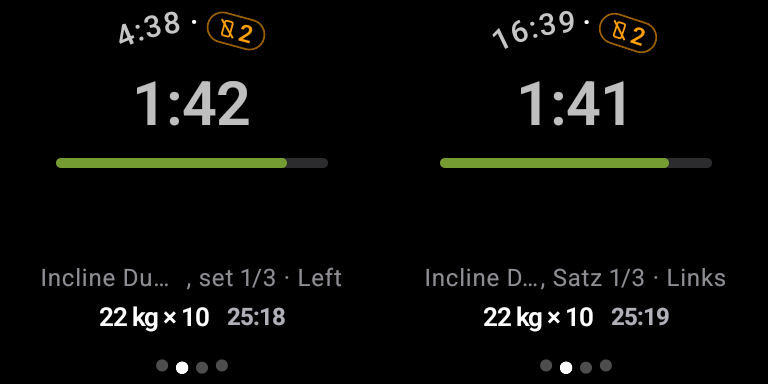 4:38 · 2
1:42
Incline Du… , set 1/3 · Left
22 kg × 10 25:18
16:39 · 2
1:41
Incline D…, Satz 1/3 · Links
22 kg × 10 25:19